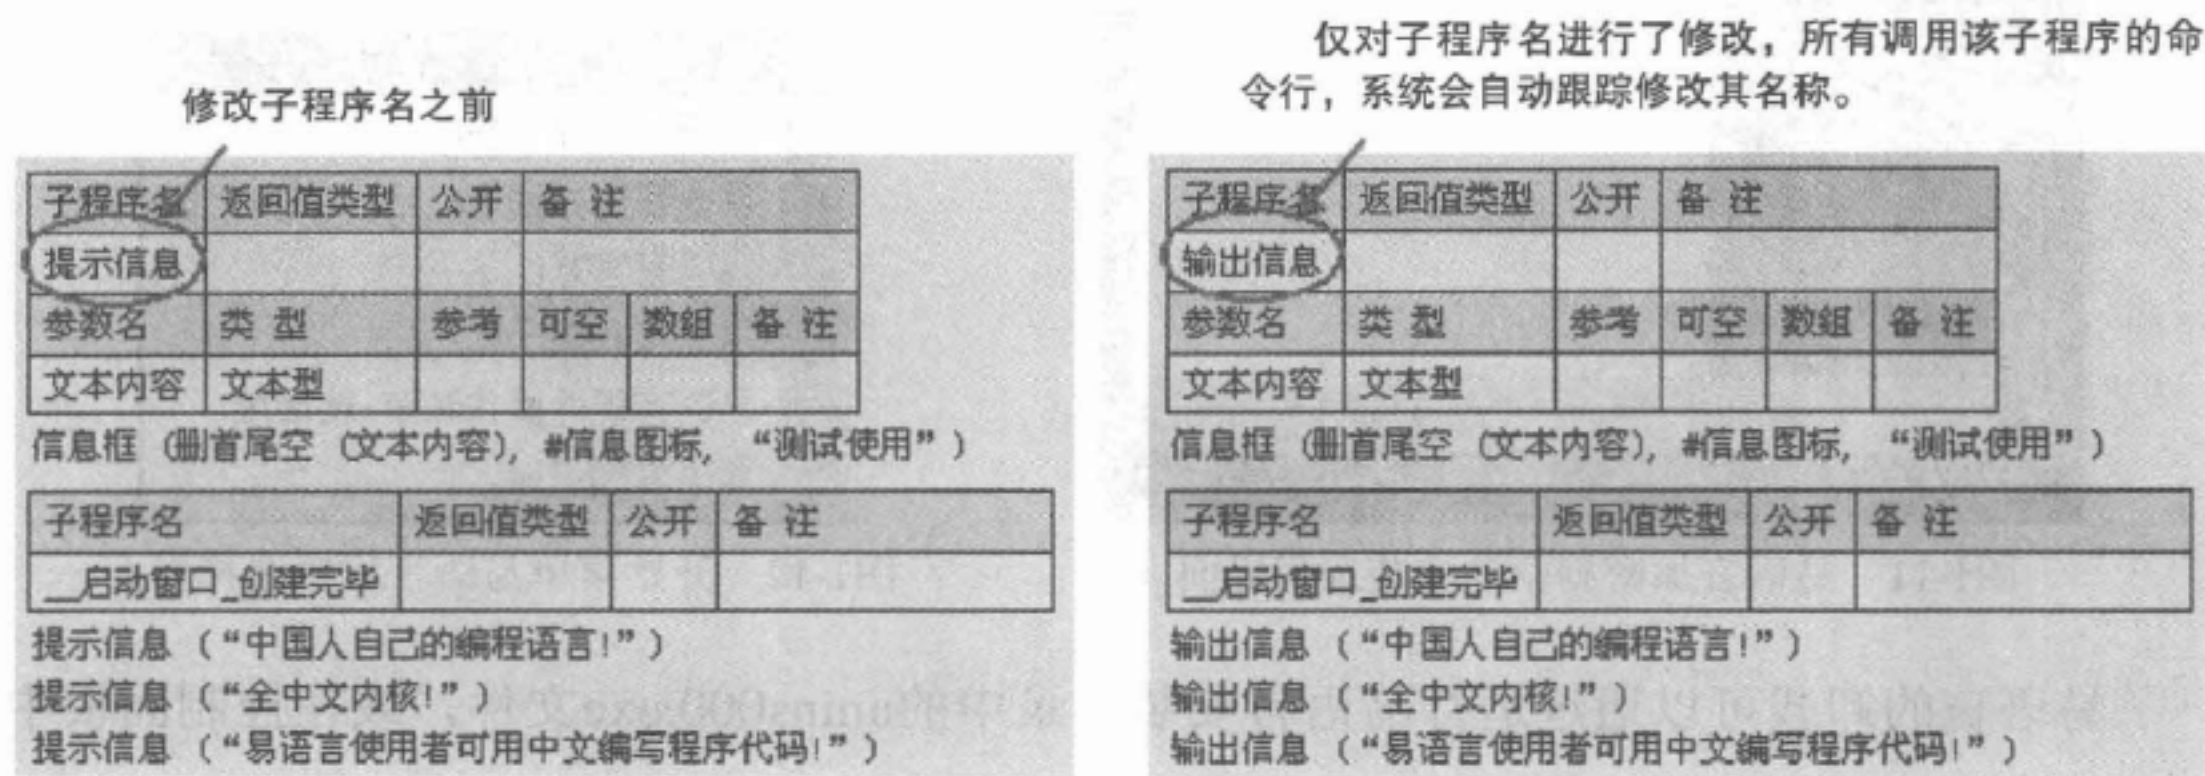 修改子程序名之前
子程序名 返回值类型 公开 备 注
提示信息
参数名 类 型 参考 可空 数组 备 注
文本内容 文本型
信息框 (删首尾空 (文本内容), #信息图标, “测试使用”)
子程序名 返回值类型 公开 备 注
__启动窗口_创建完毕
提示信息 (“中国人自己的编程语言!”)
提示信息 (“全中文内核!”)
提示信息 (“易语言使用者可用中文编写程序代码!”)
仅对子程序名进行了修改，所有调用该子程序的命
令行，系统会自动跟踪修改其名称。
子程序名 返回值类型 公开 备 注
输出信息
参数名 类 型 参考 可空 数组 备 注
文本内容 文本型
信息框 (删首尾空 (文本内容), #信息图标, “测试使用”)
子程序名 返回值类型 公开 备 注
__启动窗口_创建完毕
输出信息 (“中国人自己的编程语言!”)
输出信息 (“全中文内核!”)
输出信息 (“易语言使用者可用中文编写程序代码!”)